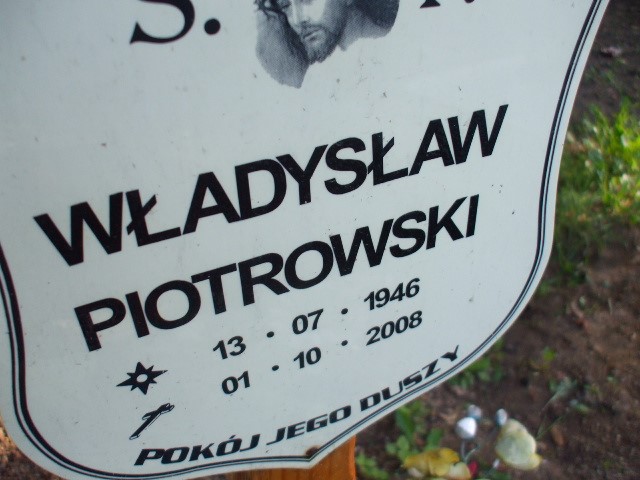 S.
WŁADYSŁAW
PIOTROWSKI
13 · 07 · 1946
01 · 10 · 2008
POKÓJ JEGO DUSZY